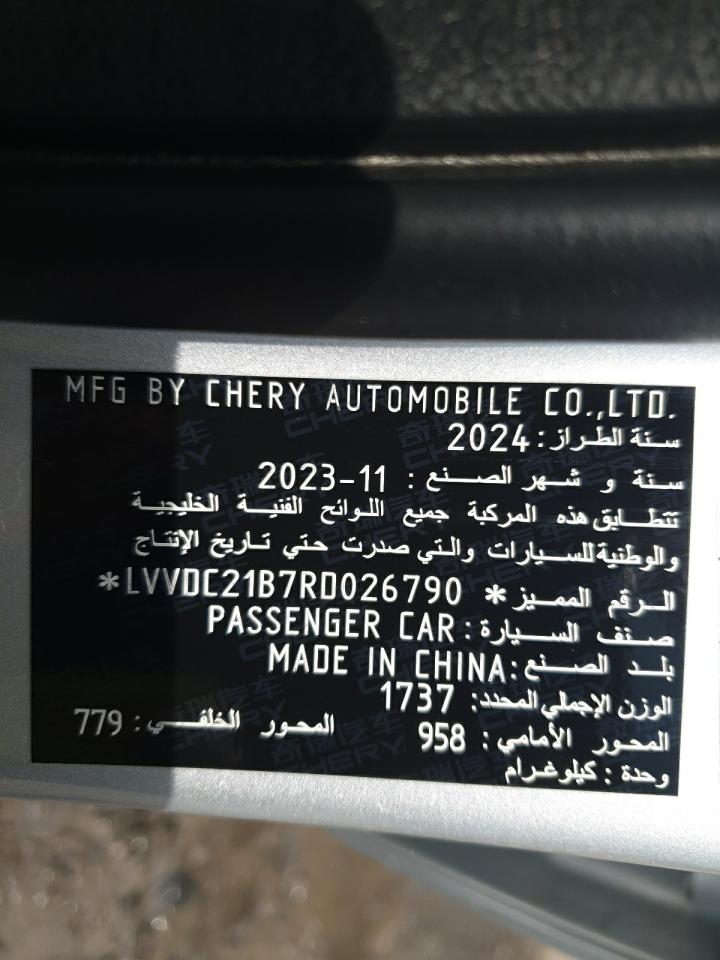 MFG BY CHERY AUTOMOBILE CO.,LTD.
سنة الطراز: 2024
سنة و شهر الصنع : 2023-11
تتطابق هذه المركبة جميع اللوائح الفنية الخليجية
والوطنية للسيارات والتي صدرت حتي تاريخ الإنتاج
الرقم المميز * LVVDC21B7RD026790*
صنف السيارة: PASSENGER CAR
بلد الصنع: MADE IN CHINA
الوزن الإجمالي المحدد: 1737
المحور الأمامي: 958 المحور الخلفي: 779
وحدة : كيلوغرام